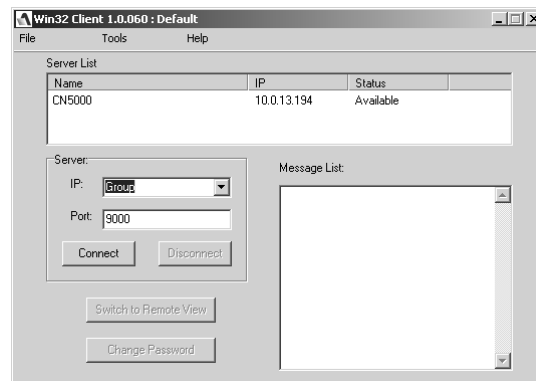 Win32 Client 1.0.060 : Default
File Tools Help
Server List
Name IP Status
CN5000 10.0.13.194 Available
Server:
IP: Group
Port: 9000
Connect Disconnect
Switch to Remote View
Change Password
Message List: